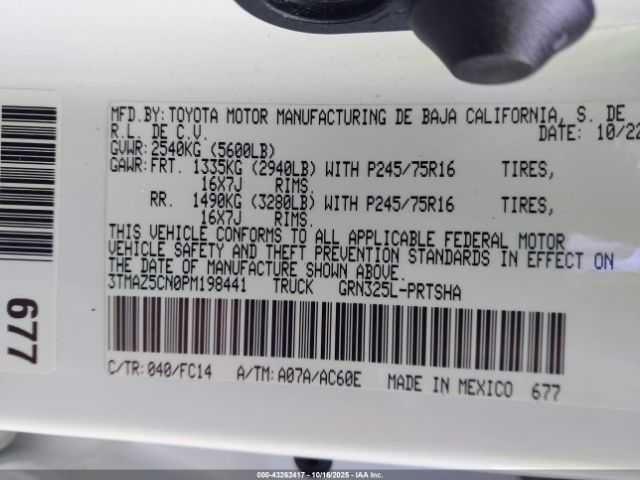 MFD.BY:TOYOTA MOTOR MANUFACTURING DE BAJA CALIFORNIA, S. DE
R.L. DE C.V. DATE: 10/22
GVWR:2540KG (5600LB)
GAWR:FRT. 1335KG (2940LB) WITH P245/75R16 TIRES,
16X7J RIMS.
RR. 1490KG (3280LB) WITH P245/75R16 TIRES,
16X7J RIMS.
THIS VEHICLE CONFORMS TO ALL APPLICABLE FEDERAL MOTOR
VEHICLE SAFETY AND THEFT PREVENTION STANDARDS IN EFFECT ON
THE DATE OF MANUFACTURE SHOWN ABOVE.
3TMAZ5CN0PM198441 TRUCK GRN325L-PRTSHA
C/TR:040/FC14 A/TM:A07A/AC60E MADE IN MEXICO 677
677
000-43262417 - 10/16/2025 - IAA Inc. Copyright